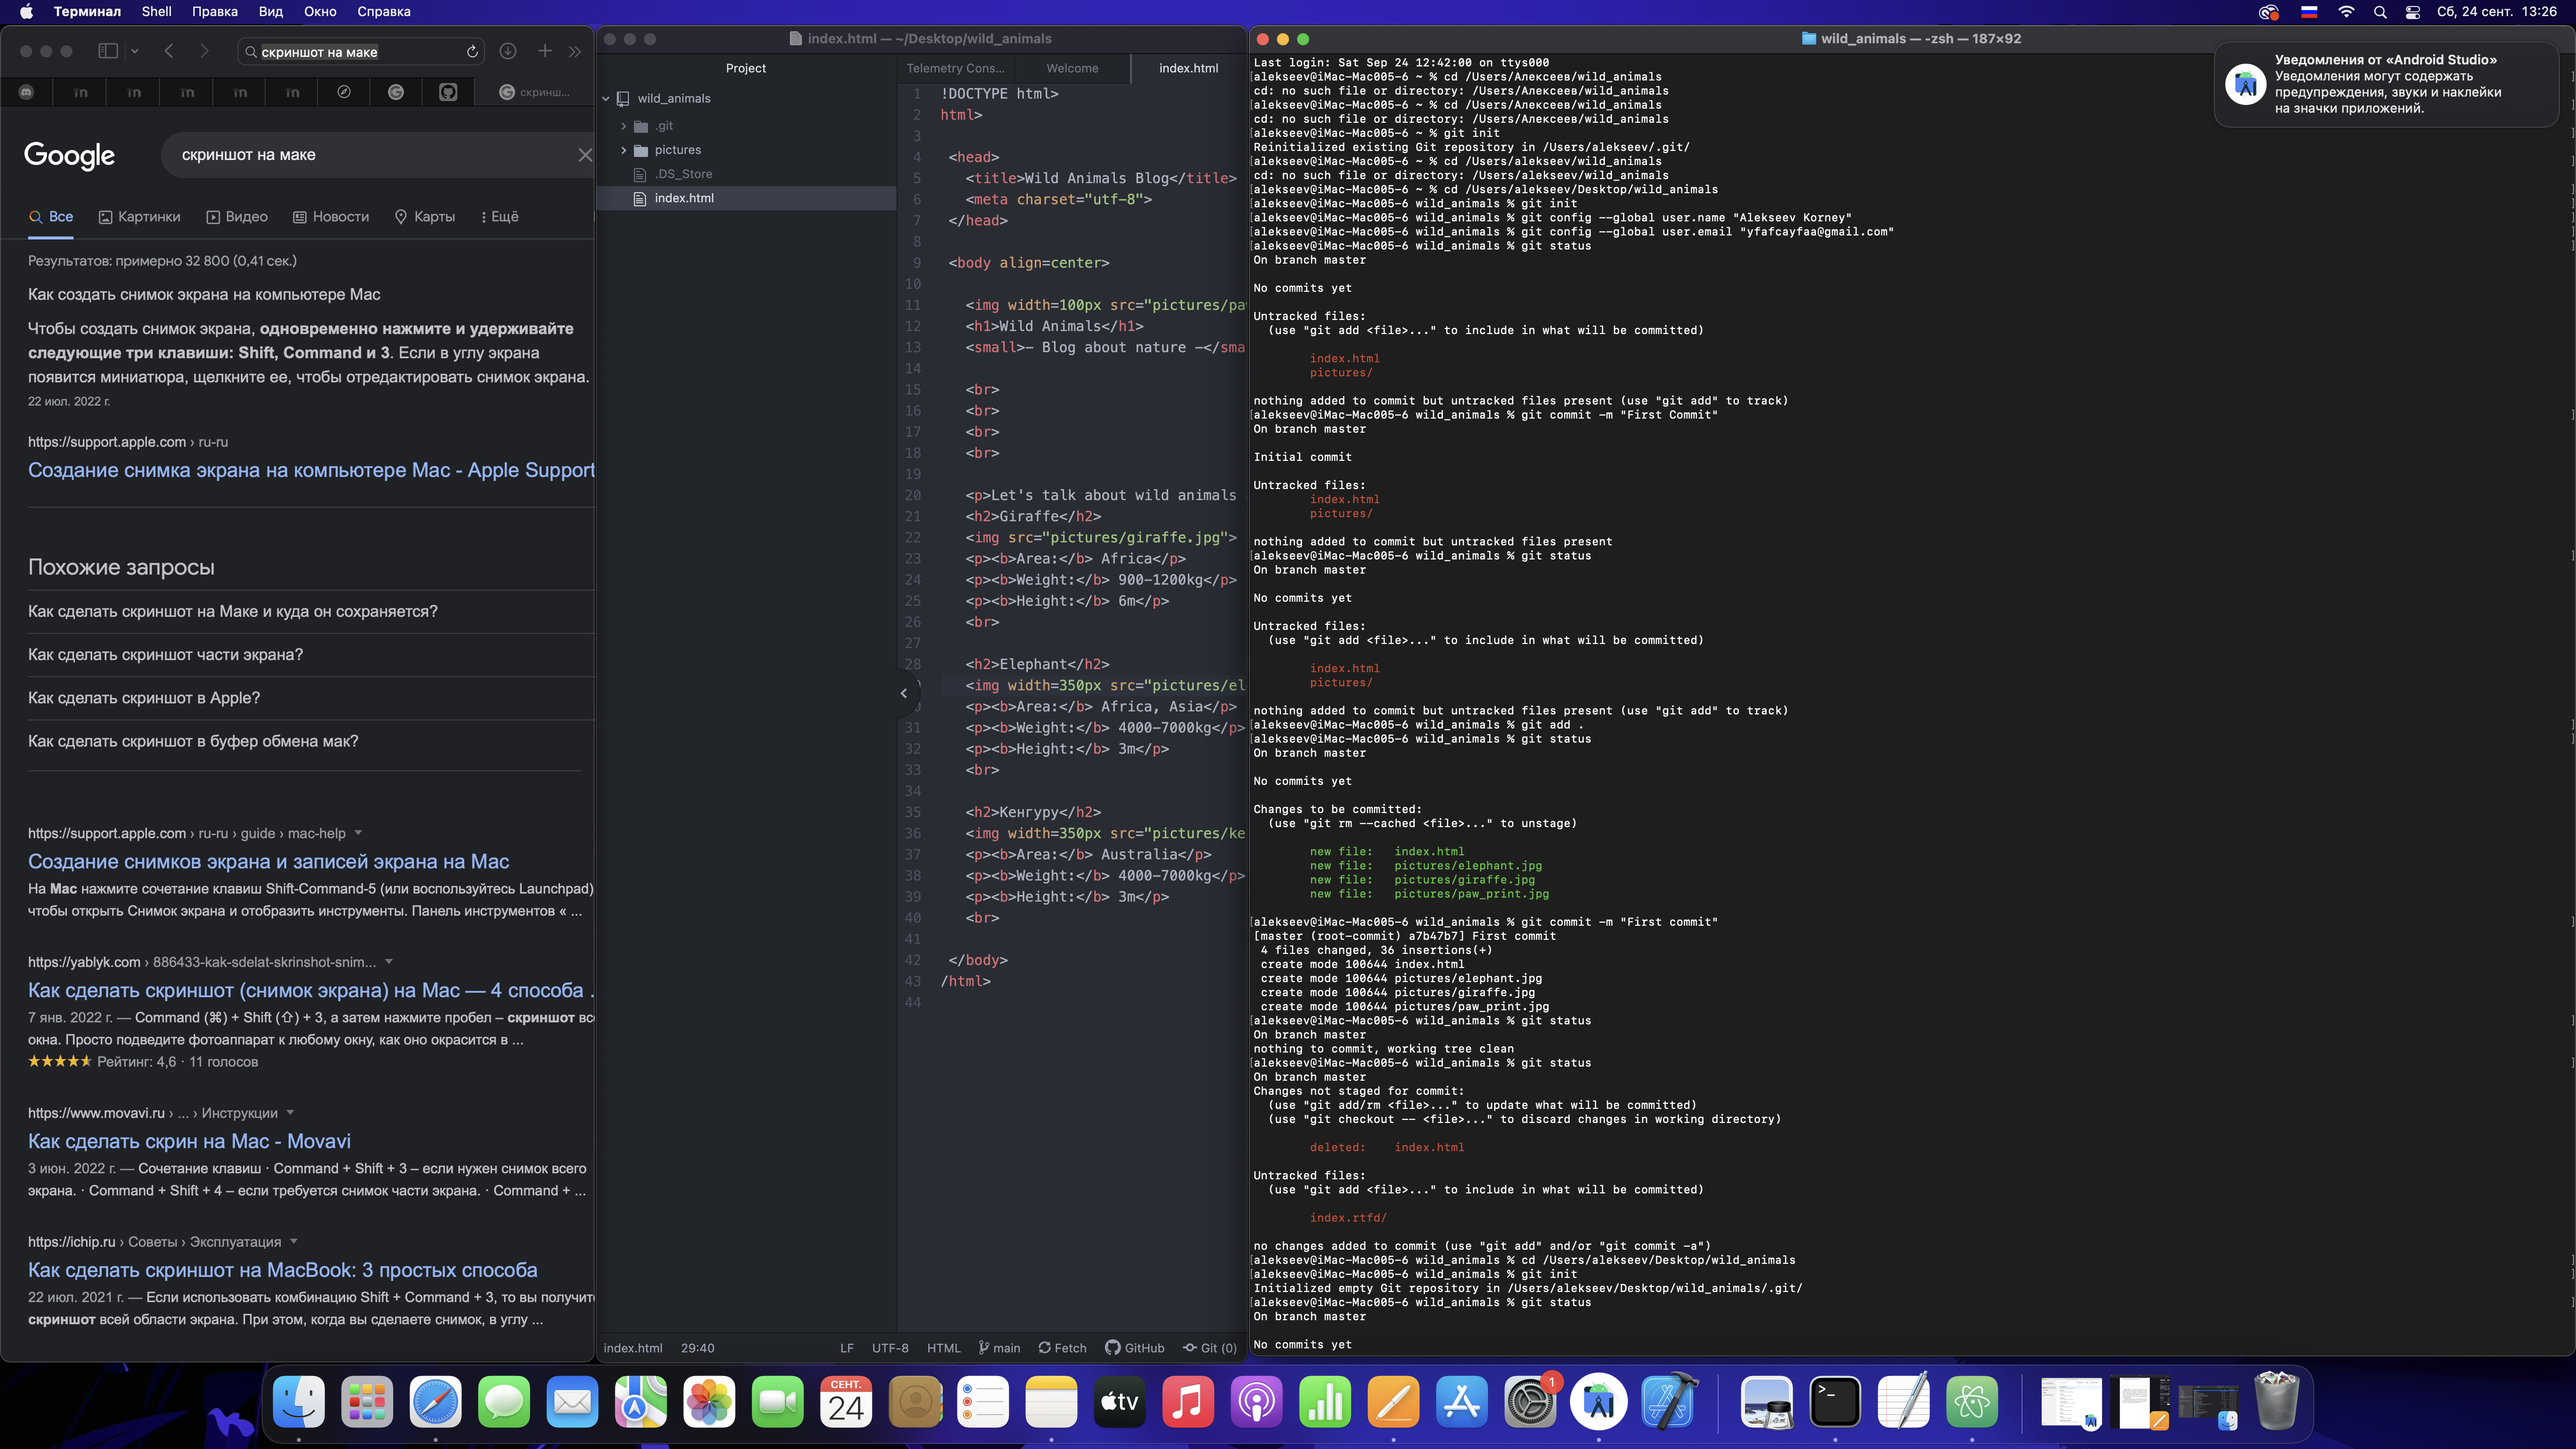 Терминал Shell Правка Вид Окно Справка
Сб, 24 сент. 13:26
скриншот на маке
скринш...
Google
скриншот на маке
Все Картинки Видео Новости Карты Ещё
Результатов: примерно 32 800 (0,41 сек.)
Как создать снимок экрана на компьютере Mac
Чтобы создать снимок экрана, одновременно нажмите и удерживайте
следующие три клавиши: Shift, Command и 3. Если в углу экрана
появится миниатюра, щелкните ее, чтобы отредактировать снимок экрана.
22 июл. 2022 г.
https://support.apple.com › ru-ru
Создание снимка экрана на компьютере Mac - Apple Support
Похожие запросы
Как сделать скриншот на Маке и куда он сохраняется?
Как сделать скриншот части экрана?
Как сделать скриншот в Apple?
Как сделать скриншот в буфер обмена мак?
https://support.apple.com › ru-ru › guide › mac-help
Создание снимков экрана и записей экрана на Mac
На Mac нажмите сочетание клавиш Shift-Command-5 (или воспользуйтесь Launchpad)
чтобы открыть Снимок экрана и отобразить инструменты. Панель инструментов « ...
https://yablyk.com › 886433-kak-sdelat-skrinshot-snim...
Как сделать скриншот (снимок экрана) на Mac — 4 способа .
7 янв. 2022 г. — Command (⌘) + Shift (⇧) + 3, а затем нажмите пробел – скриншот вс
окна. Просто подведите фотоаппарат к любому окну, как оно окрасится в ...
Рейтинг: 4,6 · 11 голосов
https://www.movavi.ru › ... › Инструкции
Как сделать скрин на Mac - Movavi
3 июн. 2022 г. — Сочетание клавиш · Command + Shift + 3 – если нужен снимок всего
экрана. · Command + Shift + 4 – если требуется снимок части экрана. · Command + ...
https://ichip.ru › Советы › Эксплуатация
Как сделать скриншот на MacBook: 3 простых способа
22 июл. 2021 г. — Если использовать комбинацию Shift + Command + 3, то вы получит
скриншот всей области экрана. При этом, когда вы сделаете снимок, в углу ...
index.html — ~/Desktop/wild_animals
Project
Telemetry Cons... Welcome index.html
wild_animals
.git
pictures
.DS_Store
index.html
1 !DOCTYPE html>
2 html>
3
4 <head>
5 <title>Wild Animals Blog</title>
6 <meta charset="utf-8">
7 </head>
8
9 <body align=center>
10
11 <img width=100px src="pictures/pa
12 <h1>Wild Animals</h1>
13 <small>- Blog about nature -</sma
14
15 <br>
16 <br>
17 <br>
18 <br>
19
20 <p>Let's talk about wild animals
21 <h2>Giraffe</h2>
22 <img src="pictures/giraffe.jpg">
23 <p><b>Area:</b> Africa</p>
24 <p><b>Weight:</b> 900-1200kg</p>
25 <p><b>Height:</b> 6m</p>
26 <br>
27
28 <h2>Elephant</h2>
<img width=350px src="pictures/el
<p><b>Area:</b> Africa, Asia</p>
31 <p><b>Weight:</b> 4000-7000kg</p>
32 <p><b>Height:</b> 3m</p>
33 <br>
34
35 <h2>Кенгуру</h2>
36 <img width=350px src="pictures/ke
37 <p><b>Area:</b> Australia</p>
38 <p><b>Weight:</b> 4000-7000kg</p>
39 <p><b>Height:</b> 3m</p>
40 <br>
41
42 </body>
43 /html>
44
index.html 29:40 LF UTF-8 HTML main Fetch GitHub Git (0)
wild_animals — -zsh — 187×92
Last login: Sat Sep 24 12:42:00 on ttys000
[alekseev@iMac-Mac005-6 ~ % cd /Users/Алексеев/wild_animals
cd: no such file or directory: /Users/Алексеев/wild_animals
[alekseev@iMac-Mac005-6 ~ % cd /Users/Алексеев/wild_animals
cd: no such file or directory: /Users/Алексеев/wild_animals
[alekseev@iMac-Mac005-6 ~ % git init
Reinitialized existing Git repository in /Users/alekseev/.git/
[alekseev@iMac-Mac005-6 ~ % cd /Users/alekseev/wild_animals
cd: no such file or directory: /Users/alekseev/wild_animals
[alekseev@iMac-Mac005-6 ~ % cd /Users/alekseev/Desktop/wild_animals
[alekseev@iMac-Mac005-6 wild_animals % git init
[alekseev@iMac-Mac005-6 wild_animals % git config --global user.name "Alekseev Korney"
[alekseev@iMac-Mac005-6 wild_animals % git config --global user.email "yfafcayfaa@gmail.com"
[alekseev@iMac-Mac005-6 wild_animals % git status
On branch master
No commits yet
Untracked files:
(use "git add <file>..." to include in what will be committed)
index.html
pictures/
nothing added to commit but untracked files present (use "git add" to track)
[alekseev@iMac-Mac005-6 wild_animals % git commit -m "First Commit"
On branch master
Initial commit
Untracked files:
index.html
pictures/
nothing added to commit but untracked files present
[alekseev@iMac-Mac005-6 wild_animals % git status
On branch master
No commits yet
Untracked files:
(use "git add <file>..." to include in what will be committed)
index.html
pictures/
nothing added to commit but untracked files present (use "git add" to track)
[alekseev@iMac-Mac005-6 wild_animals % git add .
[alekseev@iMac-Mac005-6 wild_animals % git status
On branch master
No commits yet
Changes to be committed:
(use "git rm --cached <file>..." to unstage)
new file: index.html
new file: pictures/elephant.jpg
new file: pictures/giraffe.jpg
new file: pictures/paw_print.jpg
[alekseev@iMac-Mac005-6 wild_animals % git commit -m "First commit"
[master (root-commit) a7b47b7] First commit
4 files changed, 36 insertions(+)
create mode 100644 index.html
create mode 100644 pictures/elephant.jpg
create mode 100644 pictures/giraffe.jpg
create mode 100644 pictures/paw_print.jpg
[alekseev@iMac-Mac005-6 wild_animals % git status
On branch master
nothing to commit, working tree clean
[alekseev@iMac-Mac005-6 wild_animals % git status
On branch master
Changes not staged for commit:
(use "git add/rm <file>..." to update what will be committed)
(use "git checkout -- <file>..." to discard changes in working directory)
deleted: index.html
Untracked files:
(use "git add <file>..." to include in what will be committed)
index.rtfd/
no changes added to commit (use "git add" and/or "git commit -a")
[alekseev@iMac-Mac005-6 wild_animals % cd /Users/alekseev/Desktop/wild_animals
[alekseev@iMac-Mac005-6 wild_animals % git init
Initialized empty Git repository in /Users/alekseev/Desktop/wild_animals/.git/
[alekseev@iMac-Mac005-6 wild_animals % git status
On branch master
No commits yet
Уведомления от «Android Studio»
Уведомления могут содержать
предупреждения, звуки и наклейки
на значки приложений.
СЕНТ.
24
tv
1